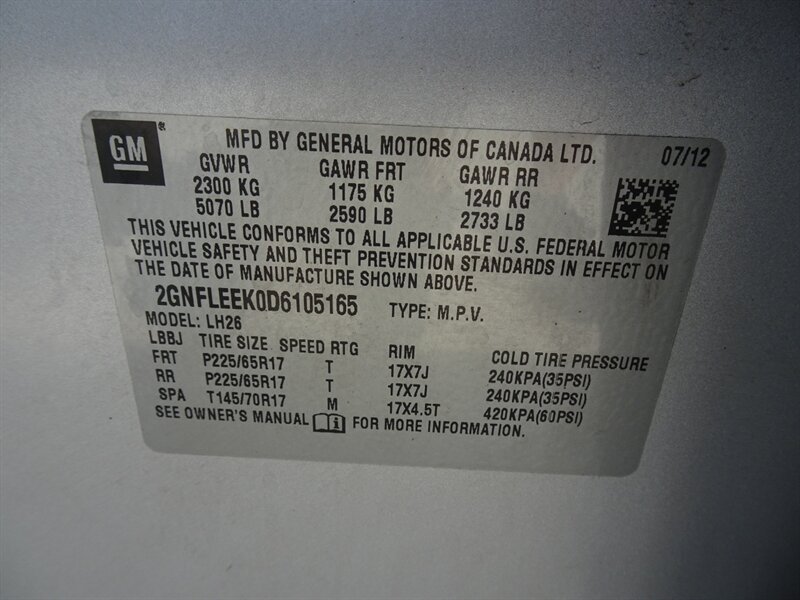 GM® MFD BY GENERAL MOTORS OF CANADA LTD. 07/12
GVWR GAWR FRT GAWR RR
2300 KG 1175 KG 1240 KG
5070 LB 2590 LB 2733 LB
THIS VEHICLE CONFORMS TO ALL APPLICABLE U.S. FEDERAL MOTOR
VEHICLE SAFETY AND THEFT PREVENTION STANDARDS IN EFFECT ON
THE DATE OF MANUFACTURE SHOWN ABOVE.
2GNFLEEK0D6105165 TYPE: M.P.V.
MODEL: LH26
LBBJ TIRE SIZE SPEED RTG RIM COLD TIRE PRESSURE
FRT P225/65R17 T 17X7J 240KPA(35PSI)
RR P225/65R17 T 17X7J 240KPA(35PSI)
SPA T145/70R17 M 17X4.5T 420KPA(60PSI)
SEE OWNER'S MANUAL FOR MORE INFORMATION.